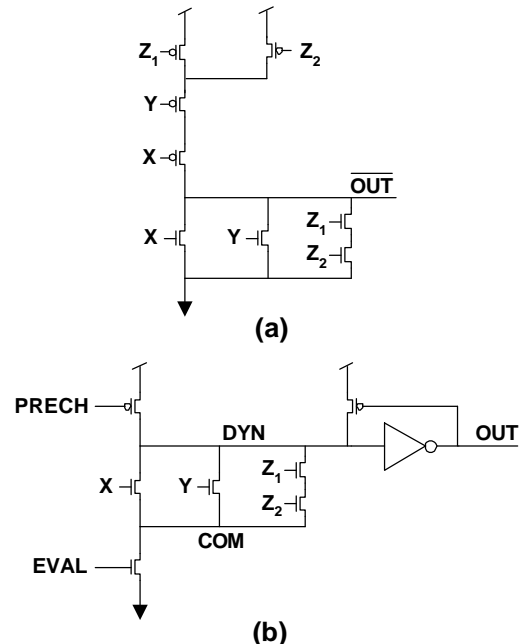 Z1 Z2
Y
X
OUT
X Y Z1
Z2
(a)
PRECH
DYN OUT
X Y Z1
Z2
COM
EVAL
(b)